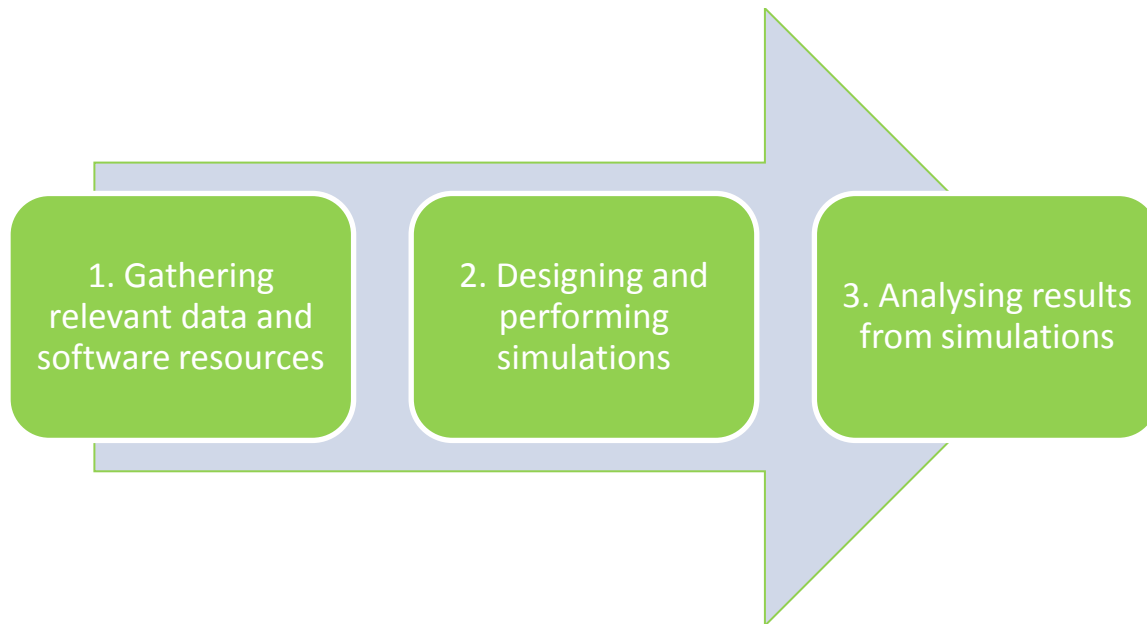 1. Gathering
relevant data and
software resources
2. Designing and
performing
simulations
3. Analysing results
from simulations